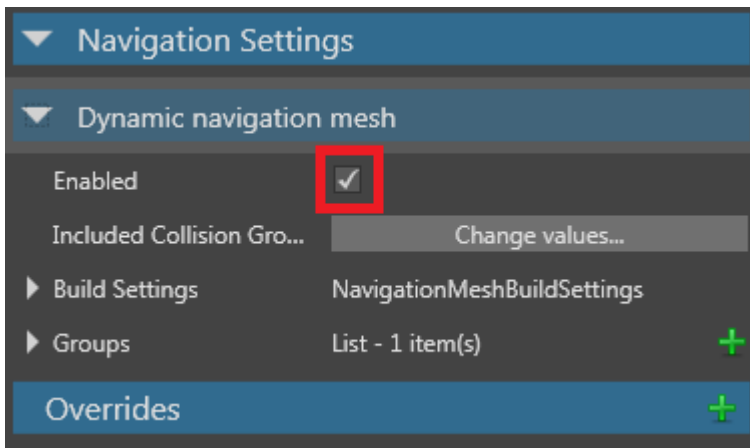 Navigation Settings
Dynamic navigation mesh
Enabled
Included Collision Gro... Change values...
Build Settings NavigationMeshBuildSettings
Groups List - 1 item(s)
Overrides